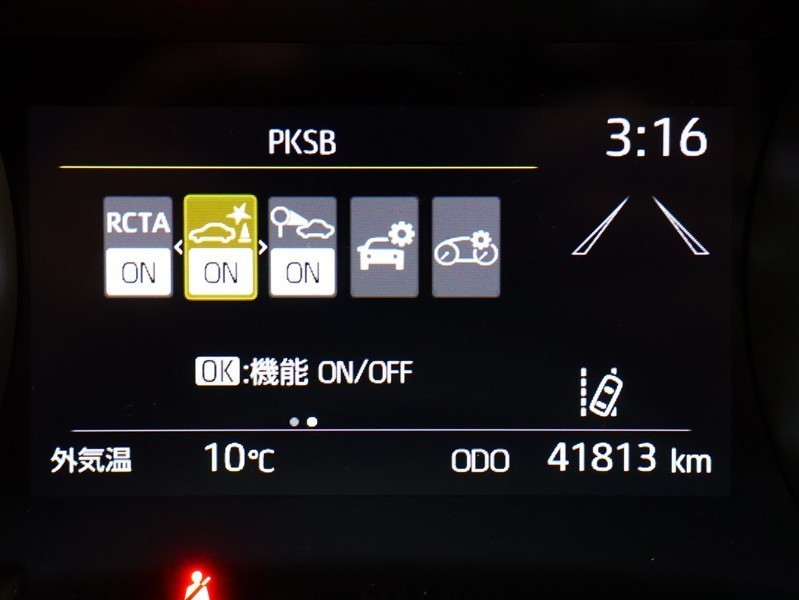 PKSB
3:16
RCTA
ON
ON
ON
OK:機能 ON/OFF
外気温 10℃ ODO 41813 km